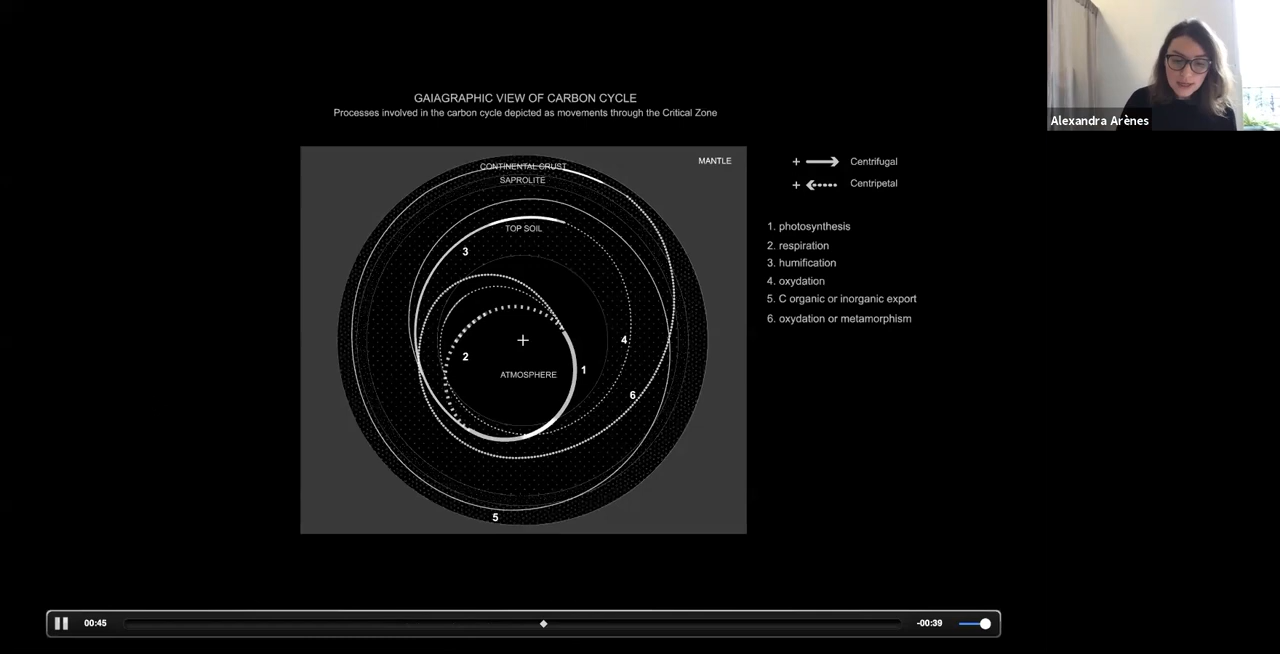 Alexandra Arènes
GAIAGRAPHIC VIEW OF CARBON CYCLE
Processes involved in the carbon cycle depicted as movements through the Critical Zone
MANTLE
CONTINENTAL CRUST
SAPROLITE
TOP SOIL
3
4
2
ATMOSPHERE
1
6
5
+ Centrifugal
+ Centripetal
1. photosynthesis
2. respiration
3. humification
4. oxydation
5. C organic or inorganic export
6. oxydation or metamorphism
00:45
-00:39